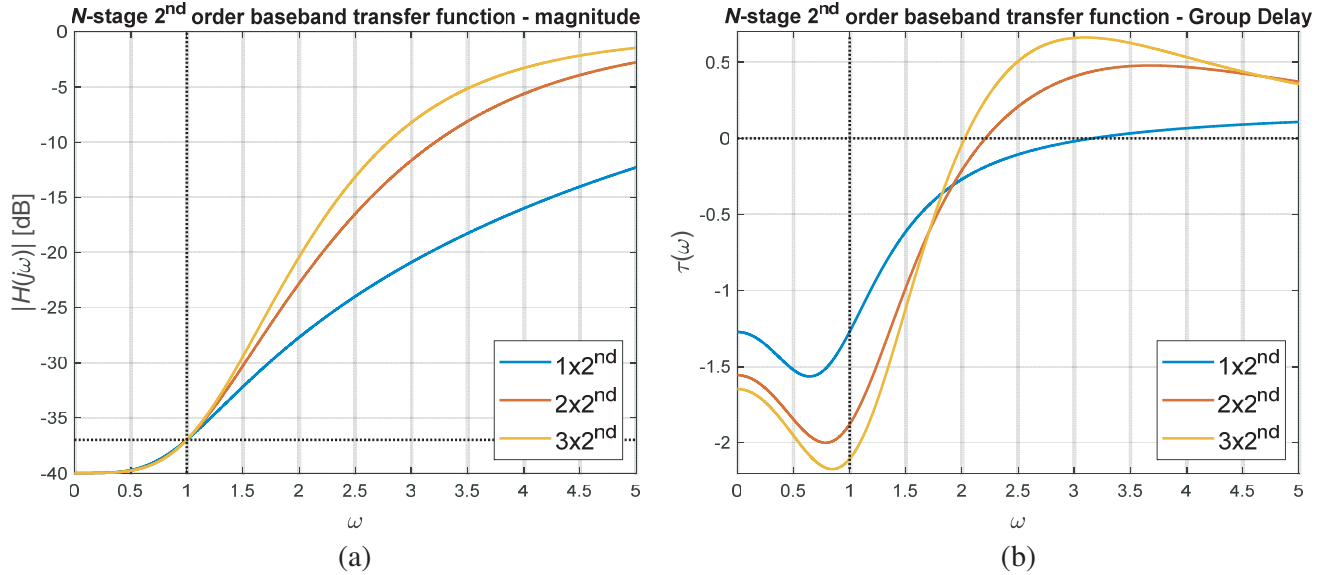 N-stage 2nd order baseband transfer function - magnitude
0
-5
-10
-15
-20
-25
-30
-35
-40
|H(jω)| [dB]
1x2nd
2x2nd
3x2nd
0 0.5 1 1.5 2 2.5 3 3.5 4 4.5 5
ω
(a)
N-stage 2nd order baseband transfer function - Group Delay
0.5
0
-0.5
-1
-1.5
-2
τ(ω)
1x2nd
2x2nd
3x2nd
0 0.5 1 1.5 2 2.5 3 3.5 4 4.5 5
ω
(b)